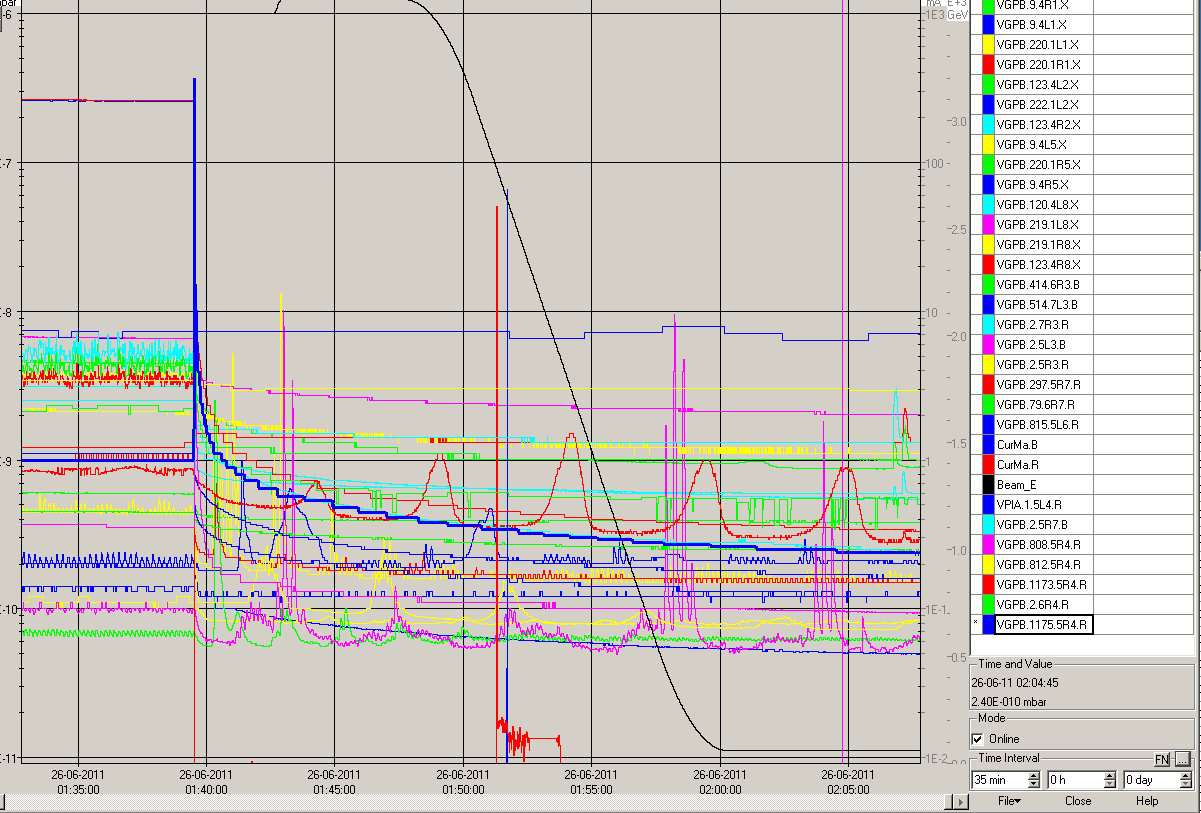 mbar
E-6
E-7
E-8
E-9
E-10
E-11
mA E+3
1E3 GeV
100
10
1
1E-1
1E-2
3.0
2.5
2.0
1.5
1.0
0.5
0.0
26-06-2011 26-06-2011 26-06-2011 26-06-2011 26-06-2011 26-06-2011 26-06-2011
01:35:00 01:40:00 01:45:00 01:50:00 01:55:00 02:00:00 02:05:00
VGPB.9.4R1.X
VGPB.9.4L1.X
VGPB.220.1L1.X
VGPB.220.1R1.X
VGPB.123.4L2.X
VGPB.222.1L2.X
VGPB.123.4R2.X
VGPB.9.4L5.X
VGPB.220.1R5.X
VGPB.9.4R5.X
VGPB.120.4L8.X
VGPB.219.1L8.X
VGPB.219.1R8.X
VGPB.123.4R8.X
VGPB.414.6R3.B
VGPB.514.7L3.B
VGPB.2.7R3.R
VGPB.2.5L3.B
VGPB.2.5R3.R
VGPB.297.5R7.R
VGPB.79.6R7.R
VGPB.815.5L6.R
CurMa.B
CurMa.R
Beam_E
VPIA.1.5L4.R
VGPB.2.5R7.B
VGPB.808.5R4.R
VGPB.812.5R4.R
VGPB.1173.5R4.R
VGPB.2.6R4.R
* VGPB.1175.5R4.R
Time and Value
26-06-11 02:04:45
2.40E-010 mbar
Mode
Online
Time Interval FN ...
35 min 0 h 0 day
File Close Help